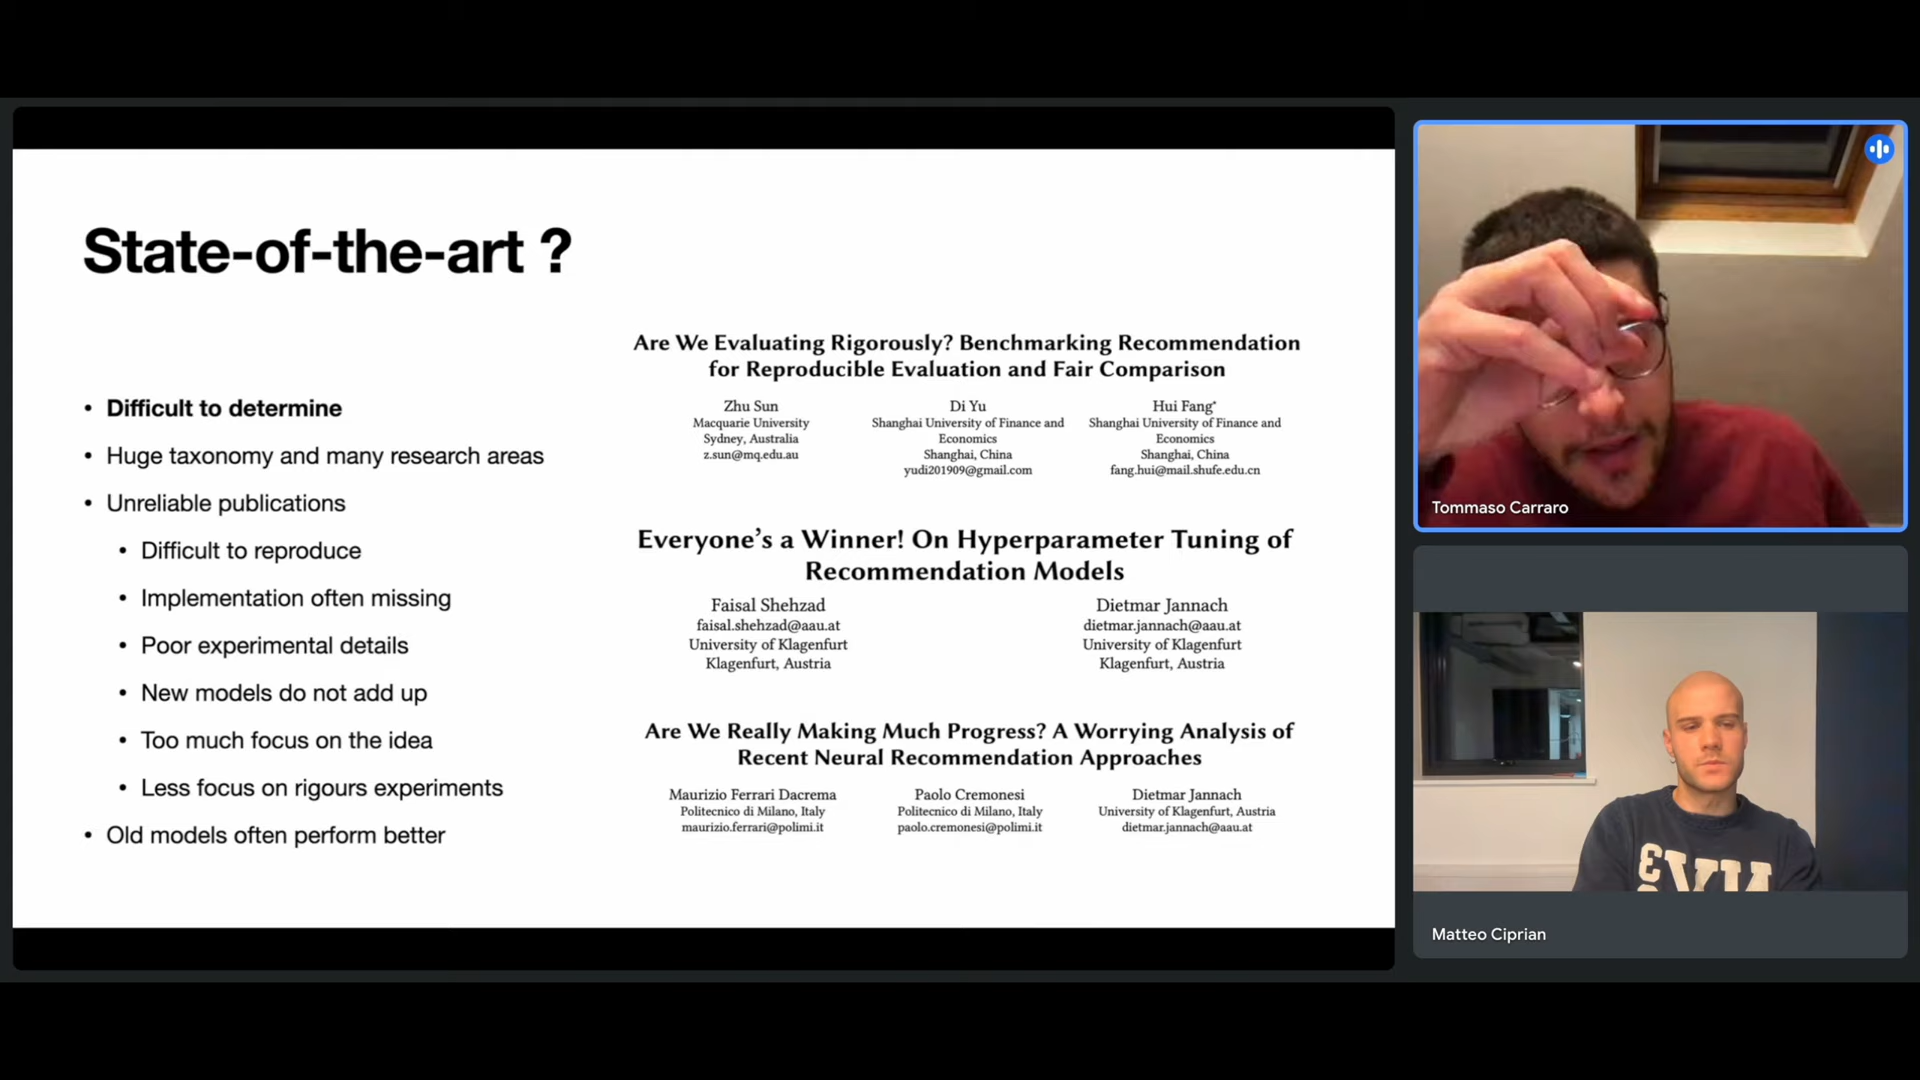 State-of-the-art ?
• Difficult to determine
• Huge taxonomy and many research areas
• Unreliable publications
• Difficult to reproduce
• Implementation often missing
• Poor experimental details
• New models do not add up
• Too much focus on the idea
• Less focus on rigours experiments
• Old models often perform better
Are We Evaluating Rigorously? Benchmarking Recommendation
for Reproducible Evaluation and Fair Comparison
Zhu Sun
Macquarie University
Sydney, Australia
z.sun@mq.edu.au
Di Yu
Shanghai University of Finance and
Economics
Shanghai, China
yudi201909@gmail.com
Hui Fang*
Shanghai University of Finance and
Economics
Shanghai, China
fang.hui@mail.shufe.edu.cn
Everyone's a Winner! On Hyperparameter Tuning of
Recommendation Models
Faisal Shehzad
faisal.shehzad@aau.at
University of Klagenfurt
Klagenfurt, Austria
Dietmar Jannach
dietmar.jannach@aau.at
University of Klagenfurt
Klagenfurt, Austria
Are We Really Making Much Progress? A Worrying Analysis of
Recent Neural Recommendation Approaches
Maurizio Ferrari Dacrema
Politecnico di Milano, Italy
maurizio.ferrari@polimi.it
Paolo Cremonesi
Politecnico di Milano, Italy
paolo.cremonesi@polimi.it
Dietmar Jannach
University of Klagenfurt, Austria
dietmar.jannach@aau.at
Tommaso Carraro
Matteo Ciprian